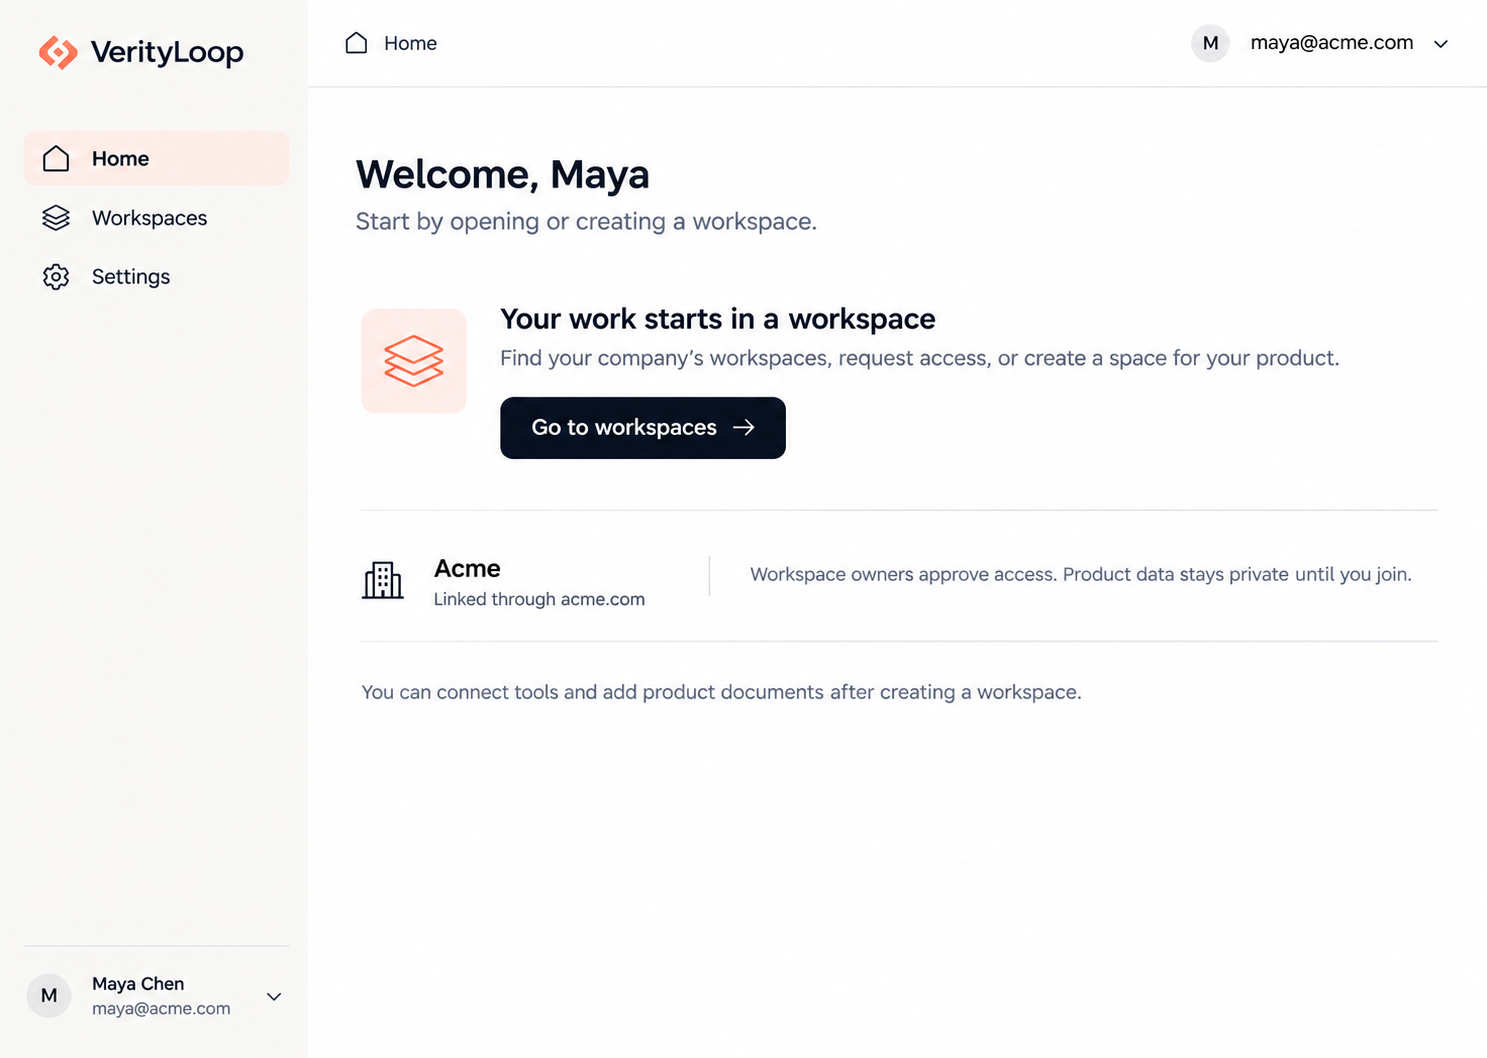 VerityLoop
Home
Workspaces
Settings
M
Maya Chen
maya@acme.com
Home
M
maya@acme.com
Welcome, Maya
Start by opening or creating a workspace.
Your work starts in a workspace
Find your company’s workspaces, request access, or create a space for your product.
Go to workspaces →
Acme
Linked through acme.com
Workspace owners approve access. Product data stays private until you join.
You can connect tools and add product documents after creating a workspace.